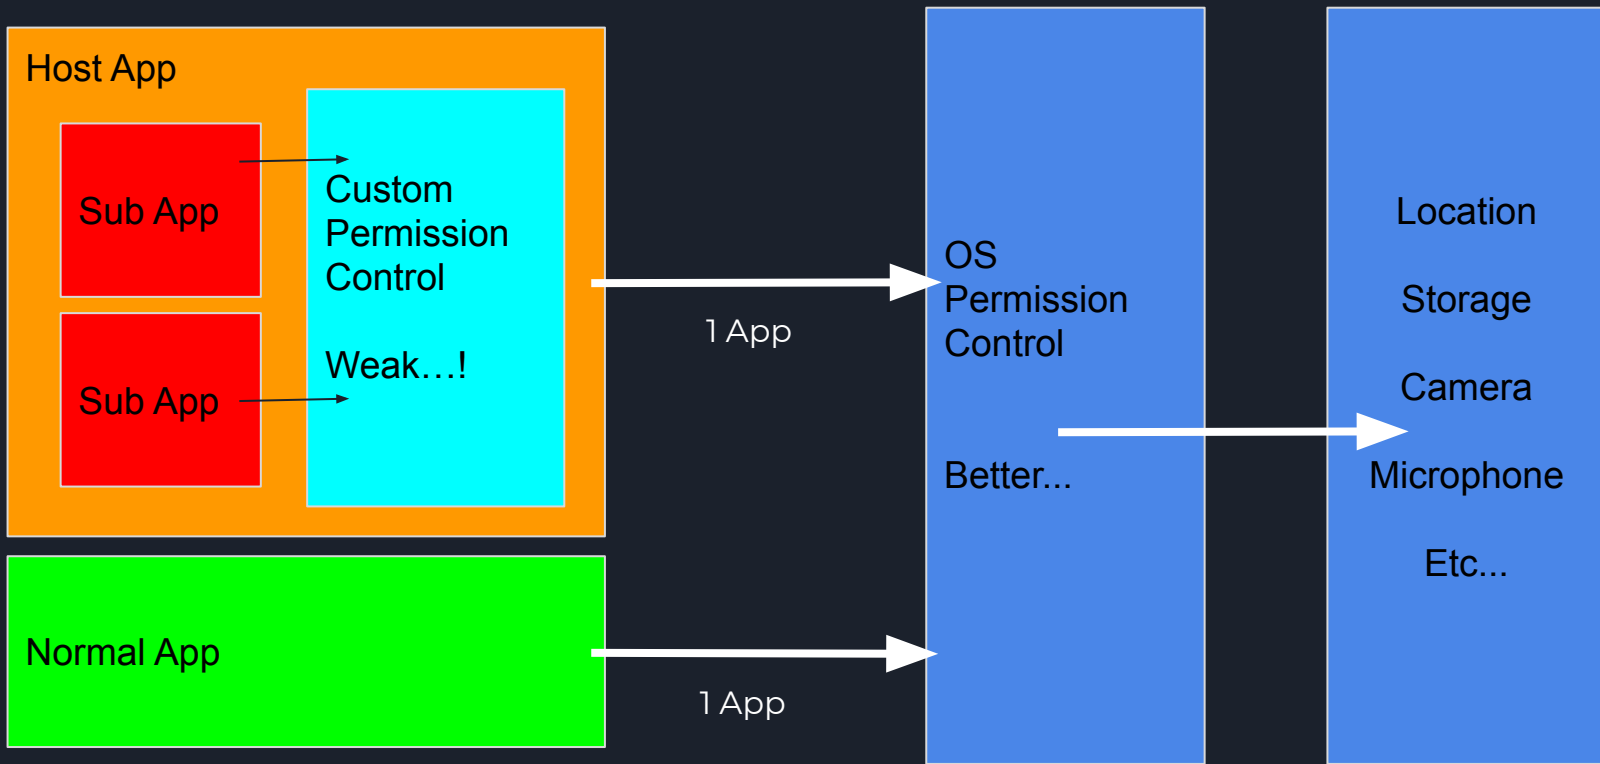 Host App
Sub App
Sub App
Custom
Permission
Control
Weak…!
1 App
Normal App
1 App
OS
Permission
Control
Better...
Location
Storage
Camera
Microphone
Etc...